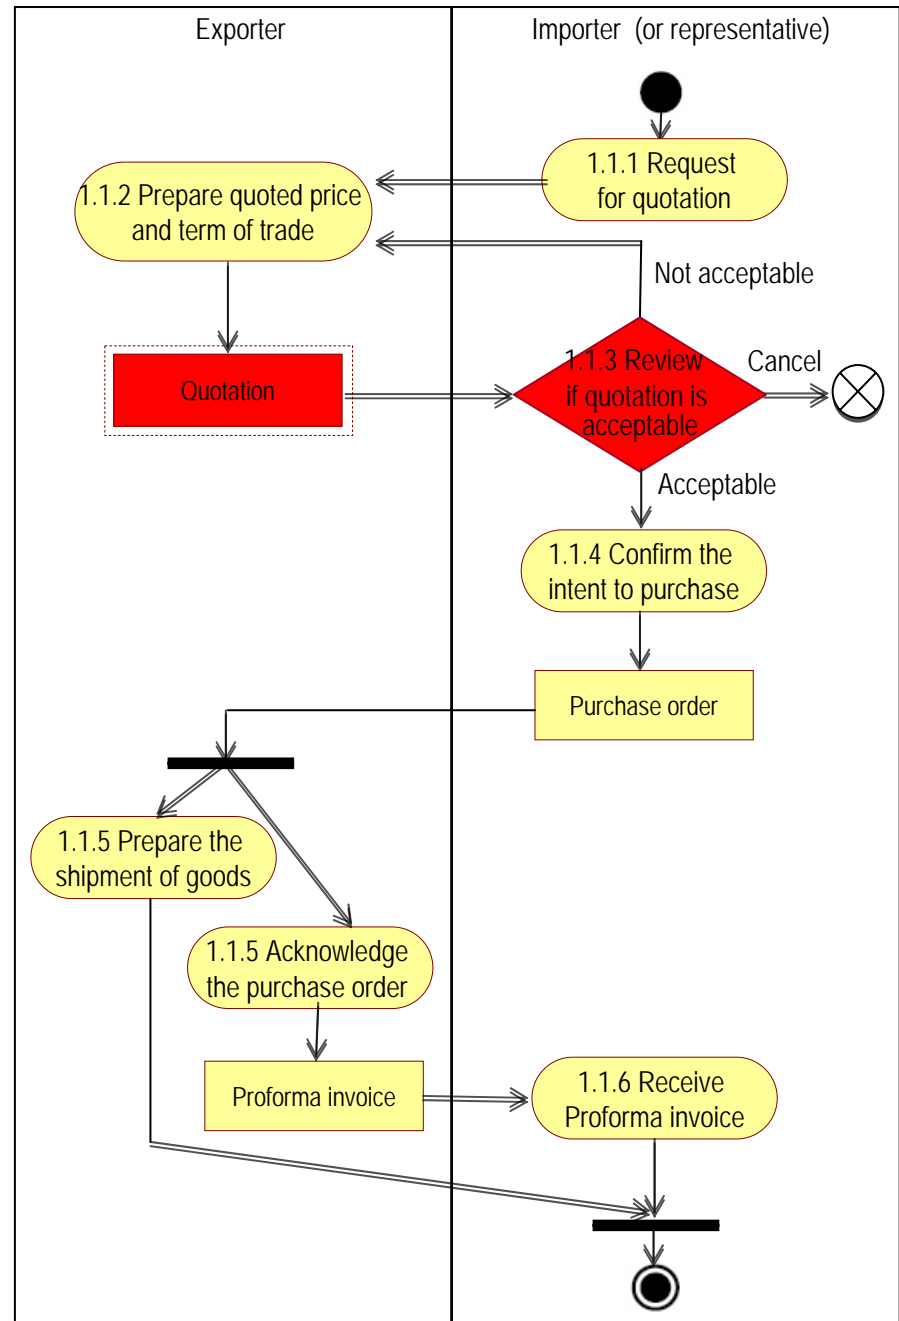 Exporter
Importer (or representative)
1.1.1 Request
for quotation
1.1.2 Prepare quoted price
and term of trade
Not acceptable
1.1.3 Review
if quotation is
acceptable
Cancel
Quotation
Acceptable
1.1.4 Confirm the
intent to purchase
Purchase order
1.1.5 Prepare the
shipment of goods
1.1.5 Acknowledge
the purchase order
Proforma invoice
1.1.6 Receive
Proforma invoice